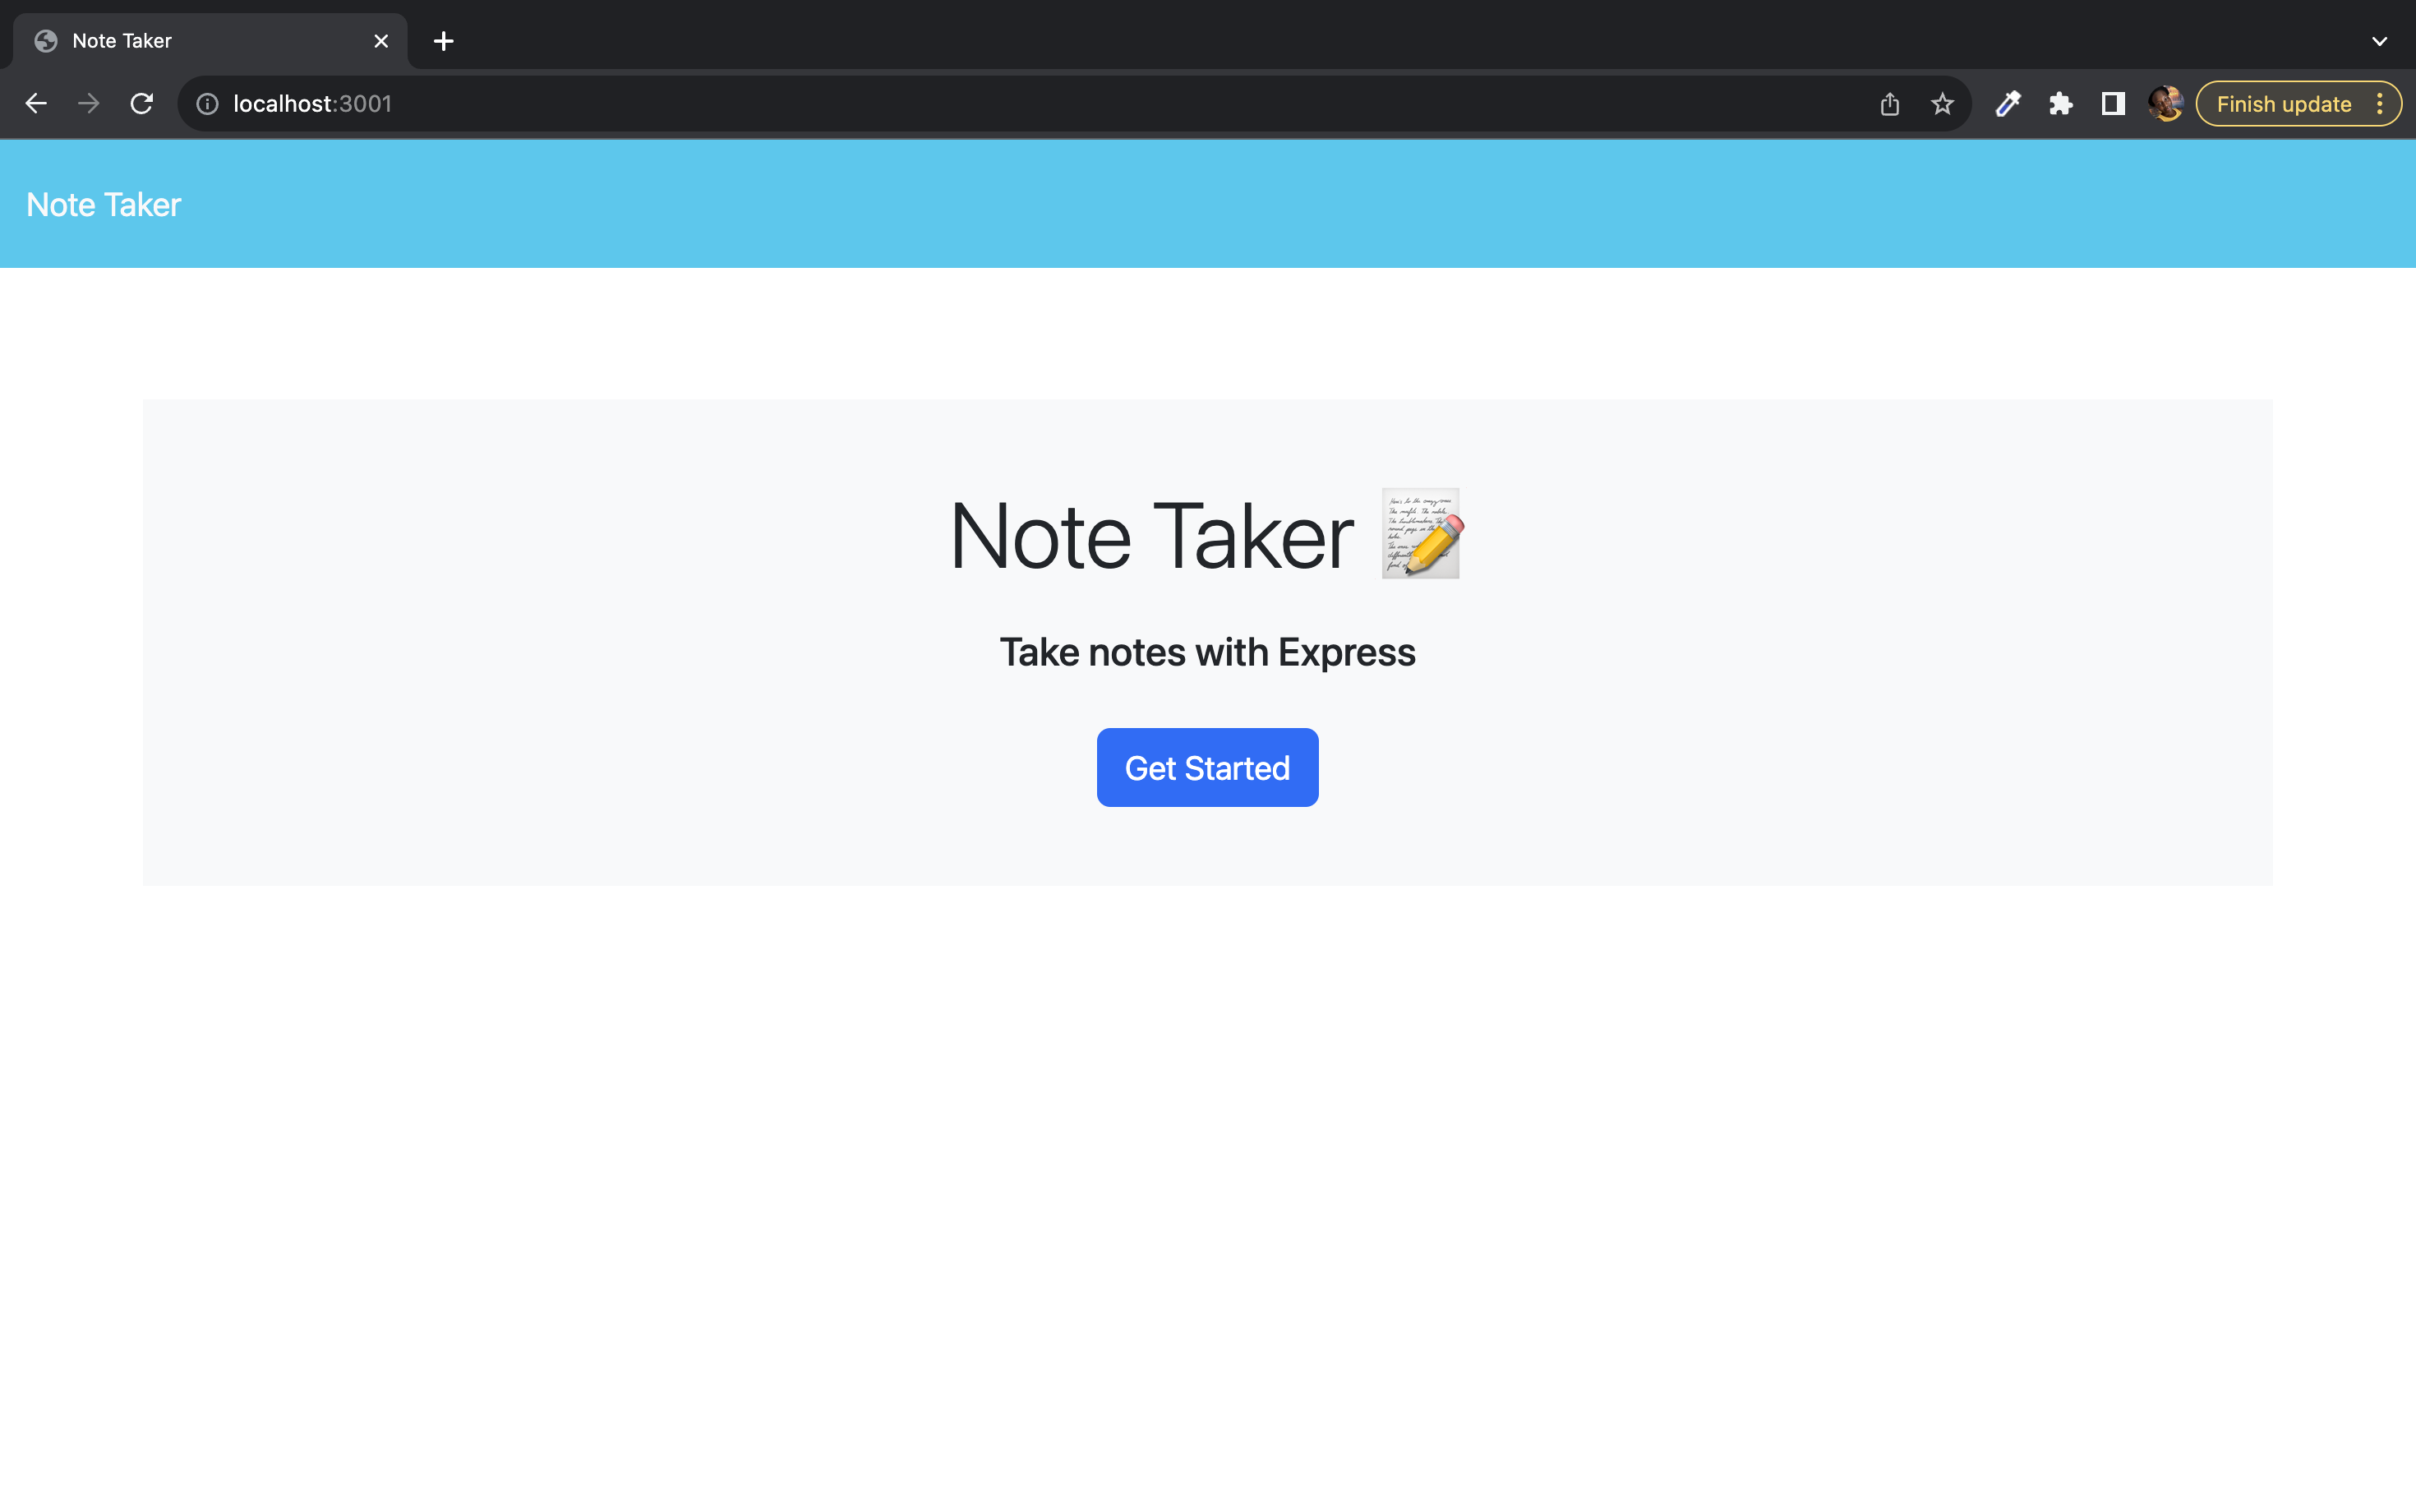 Note Taker
localhost:3001
Finish update
Note Taker
Note Taker
Take notes with Express
Get Started